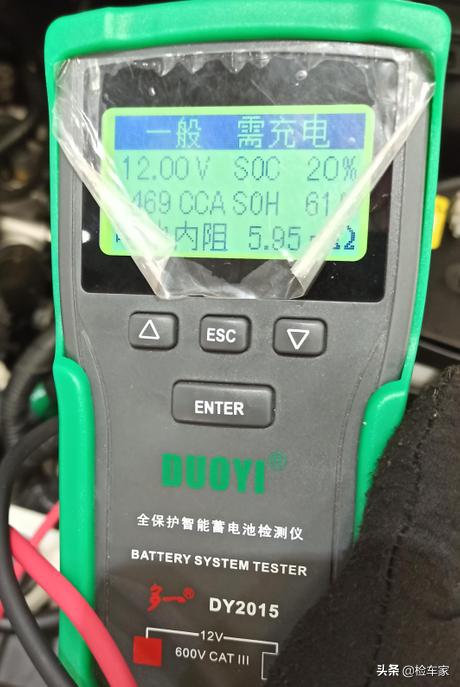 一般 需充电
12.00V SOC 20%
469 CCA SOH 61
内阻 5.95
ESC
ENTER
DUOYI®
全保护智能蓄电池检测仪
BATTERY SYSTEM TESTER
多一® DY2015
12V
600V CAT III
头条 @检车家